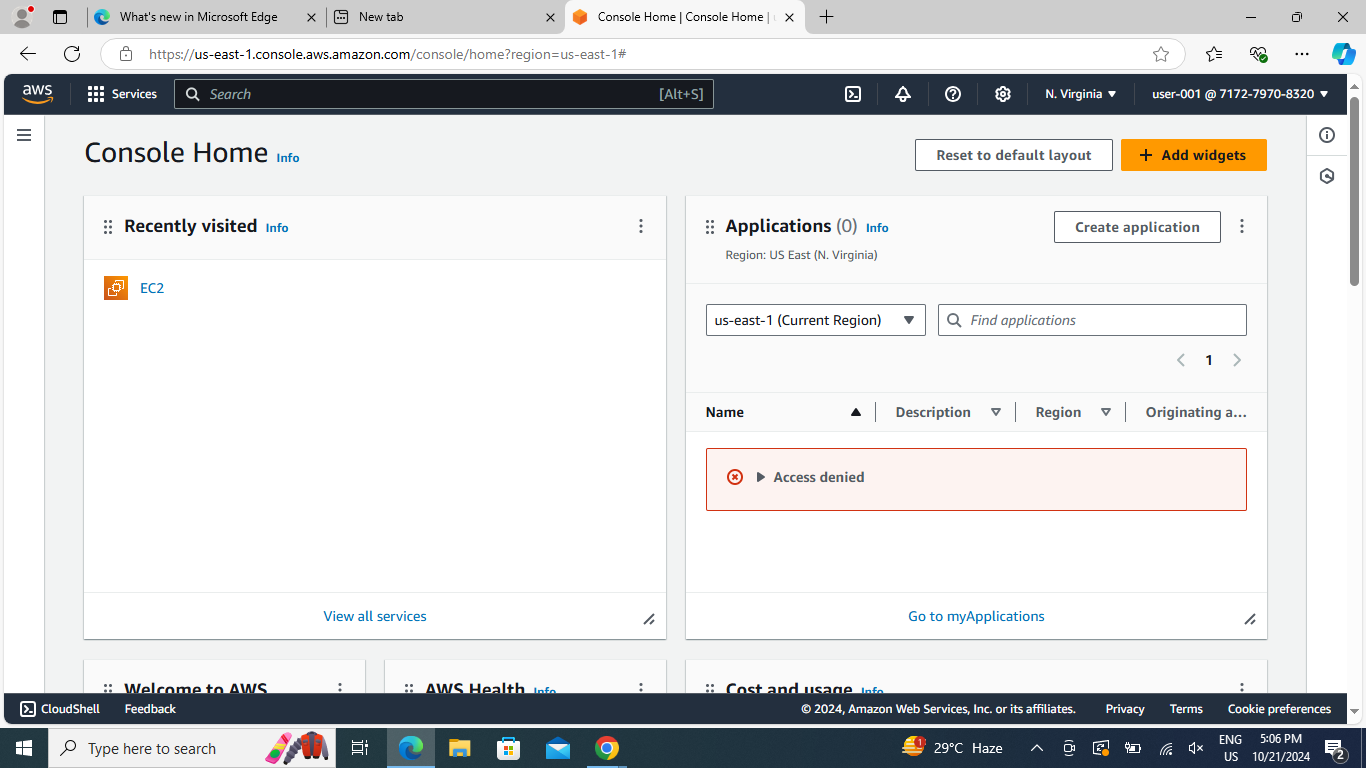 What's new in Microsoft Edge
New tab
Console Home | Console Home |
https://us-east-1.console.aws.amazon.com/console/home?region=us-east-1#
aws
Services
Search
[Alt+S]
N. Virginia
user-001 @ 7172-7970-8320
Console Home Info
Reset to default layout
+ Add widgets
Recently visited Info
EC2
View all services
Applications (0) Info
Region: US East (N. Virginia)
Create application
us-east-1 (Current Region)
Find applications
1
Name
Description
Region
Originating a...
Access denied
Go to myApplications
Welcome to AWS
AWS Health Info
Cost and usage Info
CloudShell
Feedback
© 2024, Amazon Web Services, Inc. or its affiliates.
Privacy
Terms
Cookie preferences
Type here to search
1
29°C Haze
ENG
US
5:06 PM
10/21/2024
2